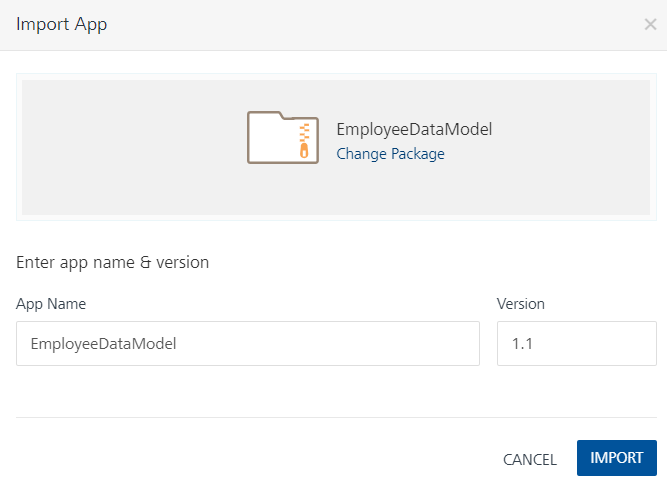 Import App
EmployeeDataModel
Change Package
Enter app name & version
App Name
Version
EmployeeDataModel
1.1
CANCEL
IMPORT